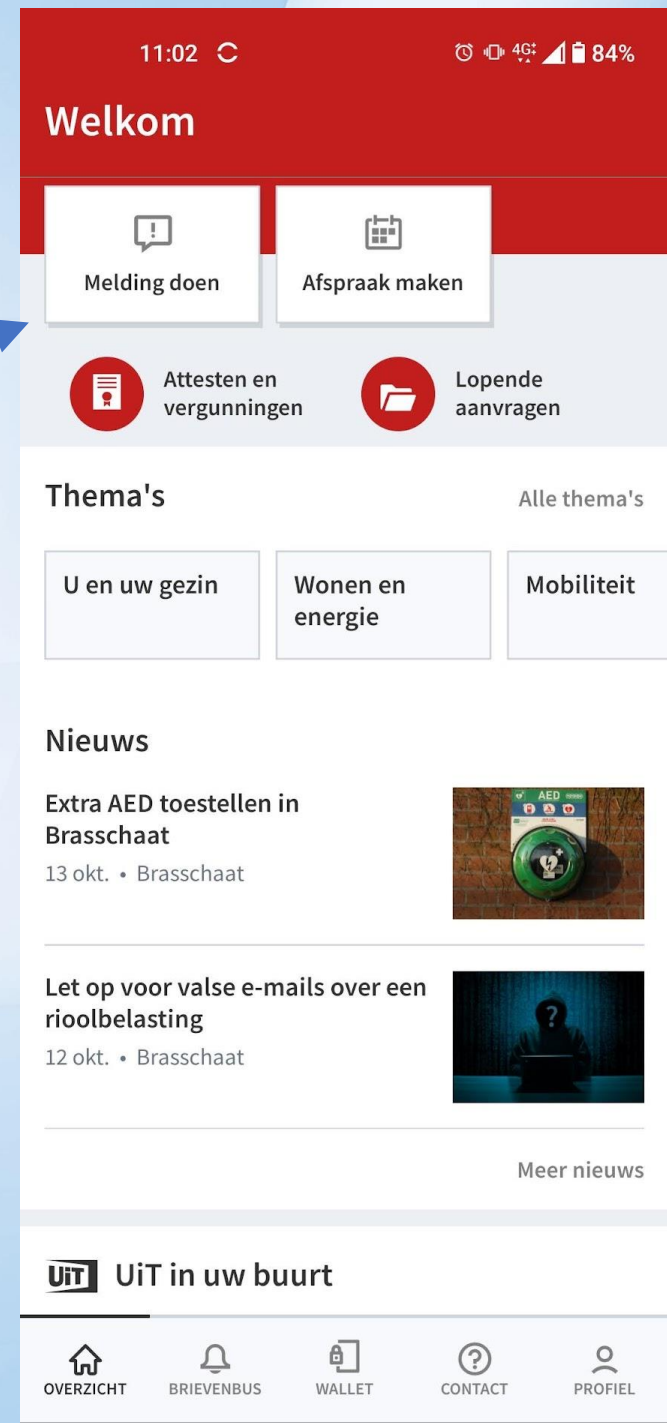 11:02 4G 84%
Welkom
Melding doen Afspraak maken
Attesten en
vergunningen
Lopende
aanvragen
Thema's Alle thema's
U en uw gezin
Wonen en
energie
Mobiliteit
Nieuws
Extra AED toestellen in
Brasschaat
13 okt. • Brasschaat
AED
Let op voor valse e-mails over een
rioolbelasting
12 okt. • Brasschaat
?
Meer nieuws
UiT UiT in uw buurt
OVERZICHT BRIEVENBUS WALLET CONTACT PROFIEL